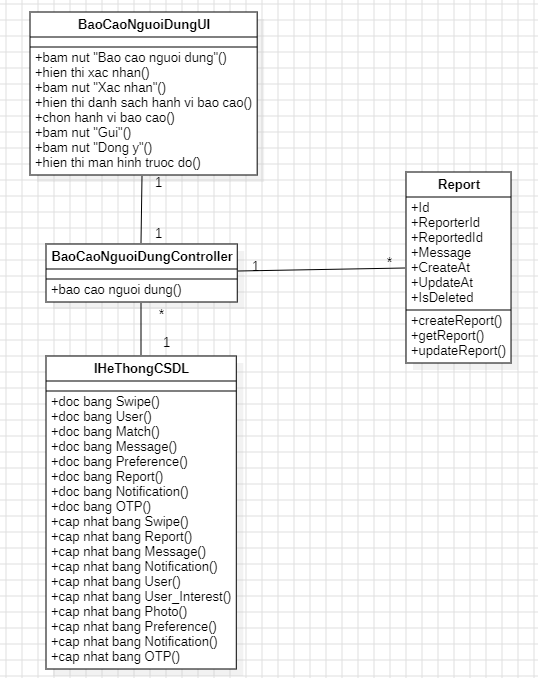 BaoCaoNguoiDungUI
+bam nut "Bao cao nguoi dung"()
+hien thi xac nhan()
+bam nut "Xac nhan"()
+hien thi danh sach hanh vi bao cao()
+chon hanh vi bao cao()
+bam nut "Gui"()
+bam nut "Dong y"()
+hien thi man hinh truoc do()
1
1
BaoCaoNguoiDungController
+bao cao nguoi dung()
1
*
Report
+Id
+ReporterId
+ReportedId
+Message
+CreateAt
+UpdateAt
+IsDeleted
+createReport()
+getReport()
+updateReport()
*
1
IHeThongCSDL
+doc bang Swipe()
+doc bang User()
+doc bang Match()
+doc bang Message()
+doc bang Preference()
+doc bang Report()
+doc bang Notification()
+doc bang OTP()
+cap nhat bang Swipe()
+cap nhat bang Report()
+cap nhat bang Message()
+cap nhat bang Notification()
+cap nhat bang User()
+cap nhat bang User_Interest()
+cap nhat bang Photo()
+cap nhat bang Preference()
+cap nhat bang Notification()
+cap nhat bang OTP()